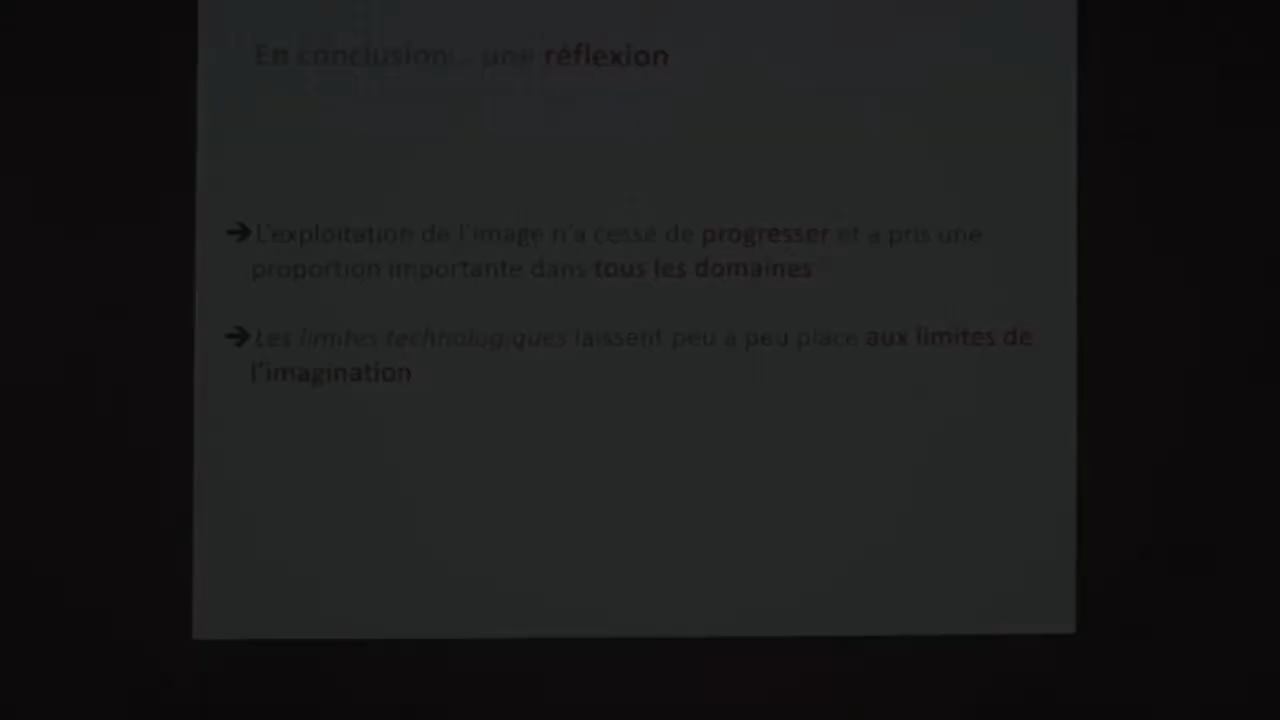 En conclusion... une réflexion
➔ L'exploitation de l'image n'a cessé de progresser et a pris une
proportion importante dans tous les domaines
➔ Les limites technologiques laissent peu à peu place aux limites de
l'imagination